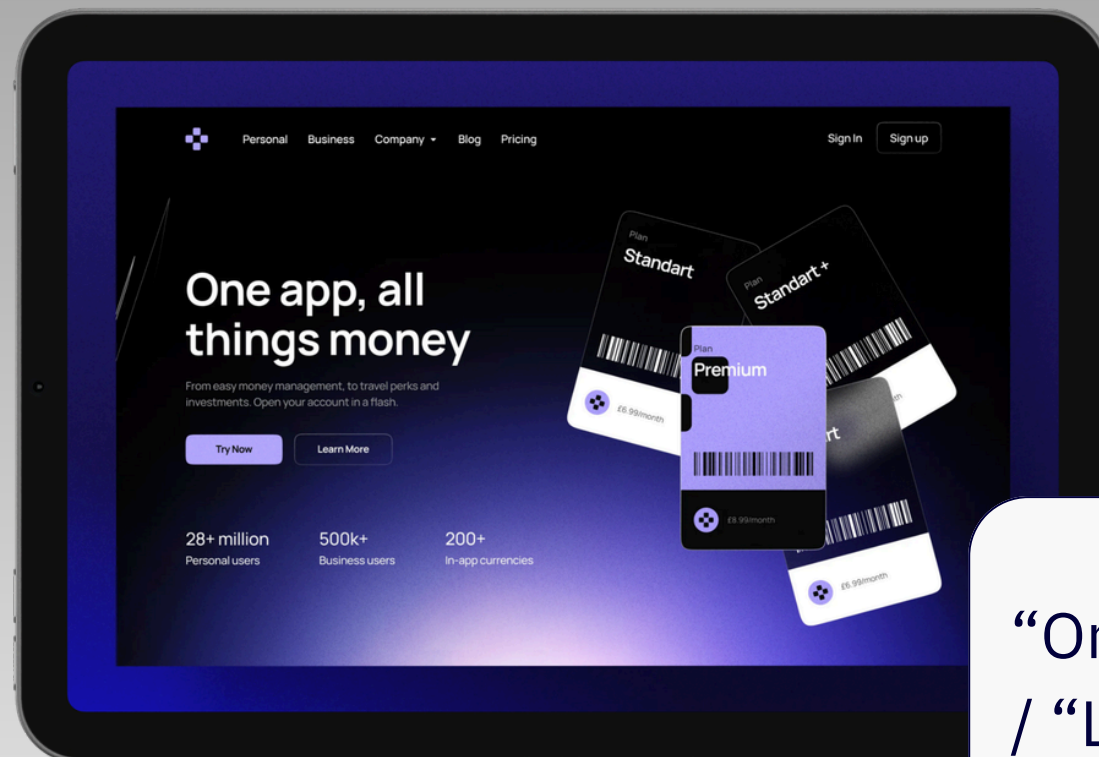 Personal Business Company Blog Pricing
Sign In Sign up
One app, all
things money
From easy money management, to travel perks and
investments. Open your account in a flash.
Try Now Learn More
28+ million 500k+ 200+
Personal users Business users In-app currencies
Plan
Standart
£6.99/month
Plan
Standart +
Plan
Premium
£8.99/month
£6.99/month